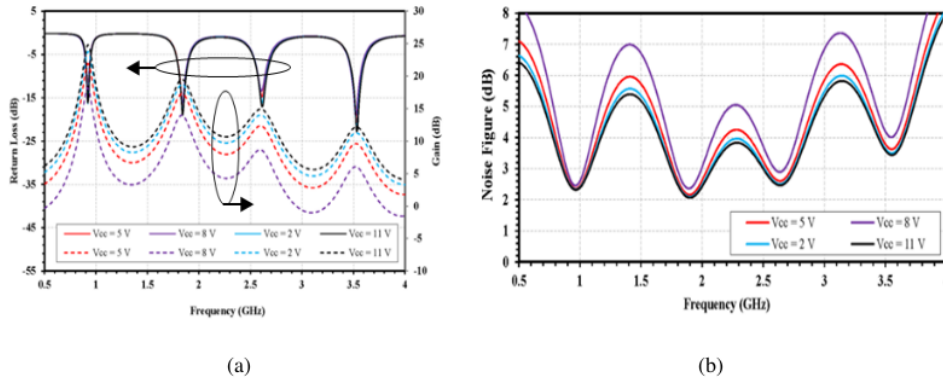 5
-5
-15
-25
-35
-45
-55
Return Loss (dB)
30
25
20
15
10
5
0
-5
-10
Gain (dB)
Vcc = 5 V
Vcc = 8 V
Vcc = 2 V
Vcc = 11 V
Vcc = 5 V
Vcc = 8 V
Vcc = 2 V
Vcc = 11 V
0.5 1 1.5 2 2.5 3 3.5 4
Frequency (GHz)
(a)
8
7
6
5
4
3
2
1
0
Noise Figure (dB)
Vcc = 5 V
Vcc = 8 V
Vcc = 2 V
Vcc = 11 V
0.5 1 1.5 2 2.5 3 3.5 4
Frequency (GHz)
(b)